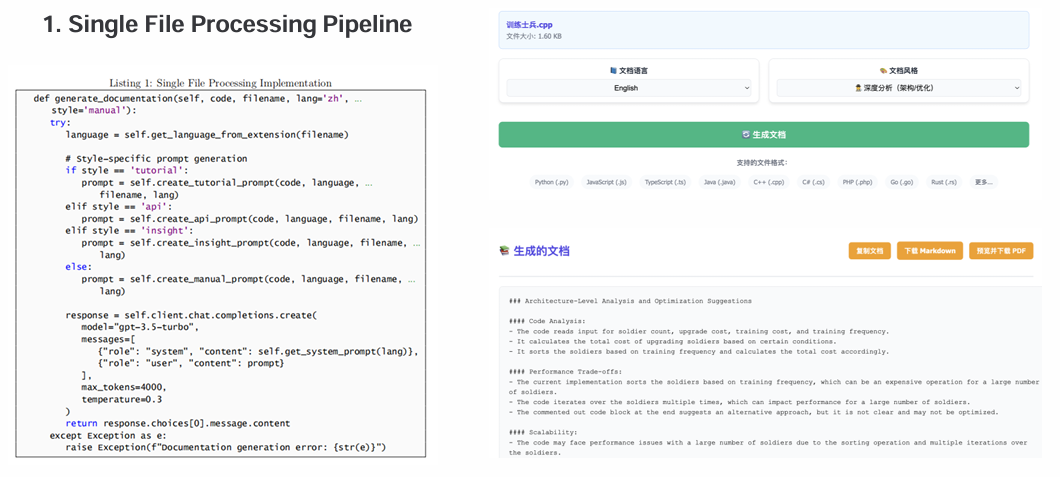 1. Single File Processing Pipeline
Listing 1: Single File Processing Implementation
def generate_documentation(self, code, filename, lang='zh', ...
style='manual'):
try:
language = self.get_language_from_extension(filename)
# Style-specific prompt generation
if style == 'tutorial':
prompt = self.create_tutorial_prompt(code, language, ...
filename, lang)
elif style == 'api':
prompt = self.create_api_prompt(code, language, filename, lang)
elif style == 'insight':
prompt = self.create_insight_prompt(code, language, filename, ...
lang)
else:
prompt = self.create_manual_prompt(code, language, filename, ...
lang)
response = self.client.chat.completions.create(
model="gpt-3.5-turbo",
messages=[
{"role": "system", "content": self.get_system_prompt(lang)},
{"role": "user", "content": prompt}
],
max_tokens=4000,
temperature=0.3
)
return response.choices[0].message.content
except Exception as e:
raise Exception(f"Documentation generation error: {str(e)}")
训练士兵.cpp
文件大小: 1.60 KB
文档语言
English
文档风格
深度分析（架构/优化）
生成文档
支持的文件格式：
Python (.py) JavaScript (.js) TypeScript (.ts) Java (.java) C++ (.cpp) C# (.cs) PHP (.php) Go (.go) Rust (.rs) 更多...
生成的文档
复制文档 下载 Markdown 预览并下载 PDF
### Architecture-Level Analysis and Optimization Suggestions
#### Code Analysis:
- The code reads input for soldier count, upgrade cost, training cost, and training frequency.
- It calculates the total cost of upgrading soldiers based on certain conditions.
- It sorts the soldiers based on training frequency and calculates the total cost accordingly.
#### Performance Trade-offs:
- The current implementation sorts the soldiers based on training frequency, which can be an expensive operation for a large number
of soldiers.
- The code iterates over the soldiers multiple times, which can impact performance for a large number of soldiers.
- The commented out code block at the end suggests an alternative approach, but it is not clear and may not be optimized.
#### Scalability:
- The code may face performance issues with a large number of soldiers due to the sorting operation and multiple iterations over
the soldiers.